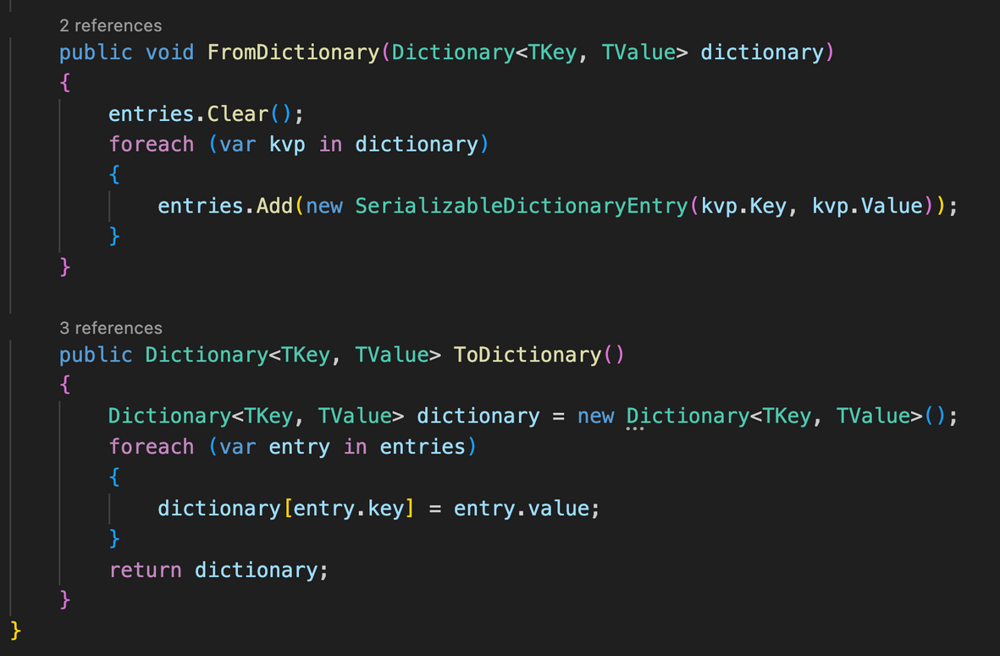 2 references
public void FromDictionary(Dictionary<TKey, TValue> dictionary)
{
entries.Clear();
foreach (var kvp in dictionary)
{
entries.Add(new SerializableDictionaryEntry(kvp.Key, kvp.Value));
}
}
3 references
public Dictionary<TKey, TValue> ToDictionary()
{
Dictionary<TKey, TValue> dictionary = new Dictionary<TKey, TValue>();
foreach (var entry in entries)
{
dictionary[entry.key] = entry.value;
}
return dictionary;
}
}